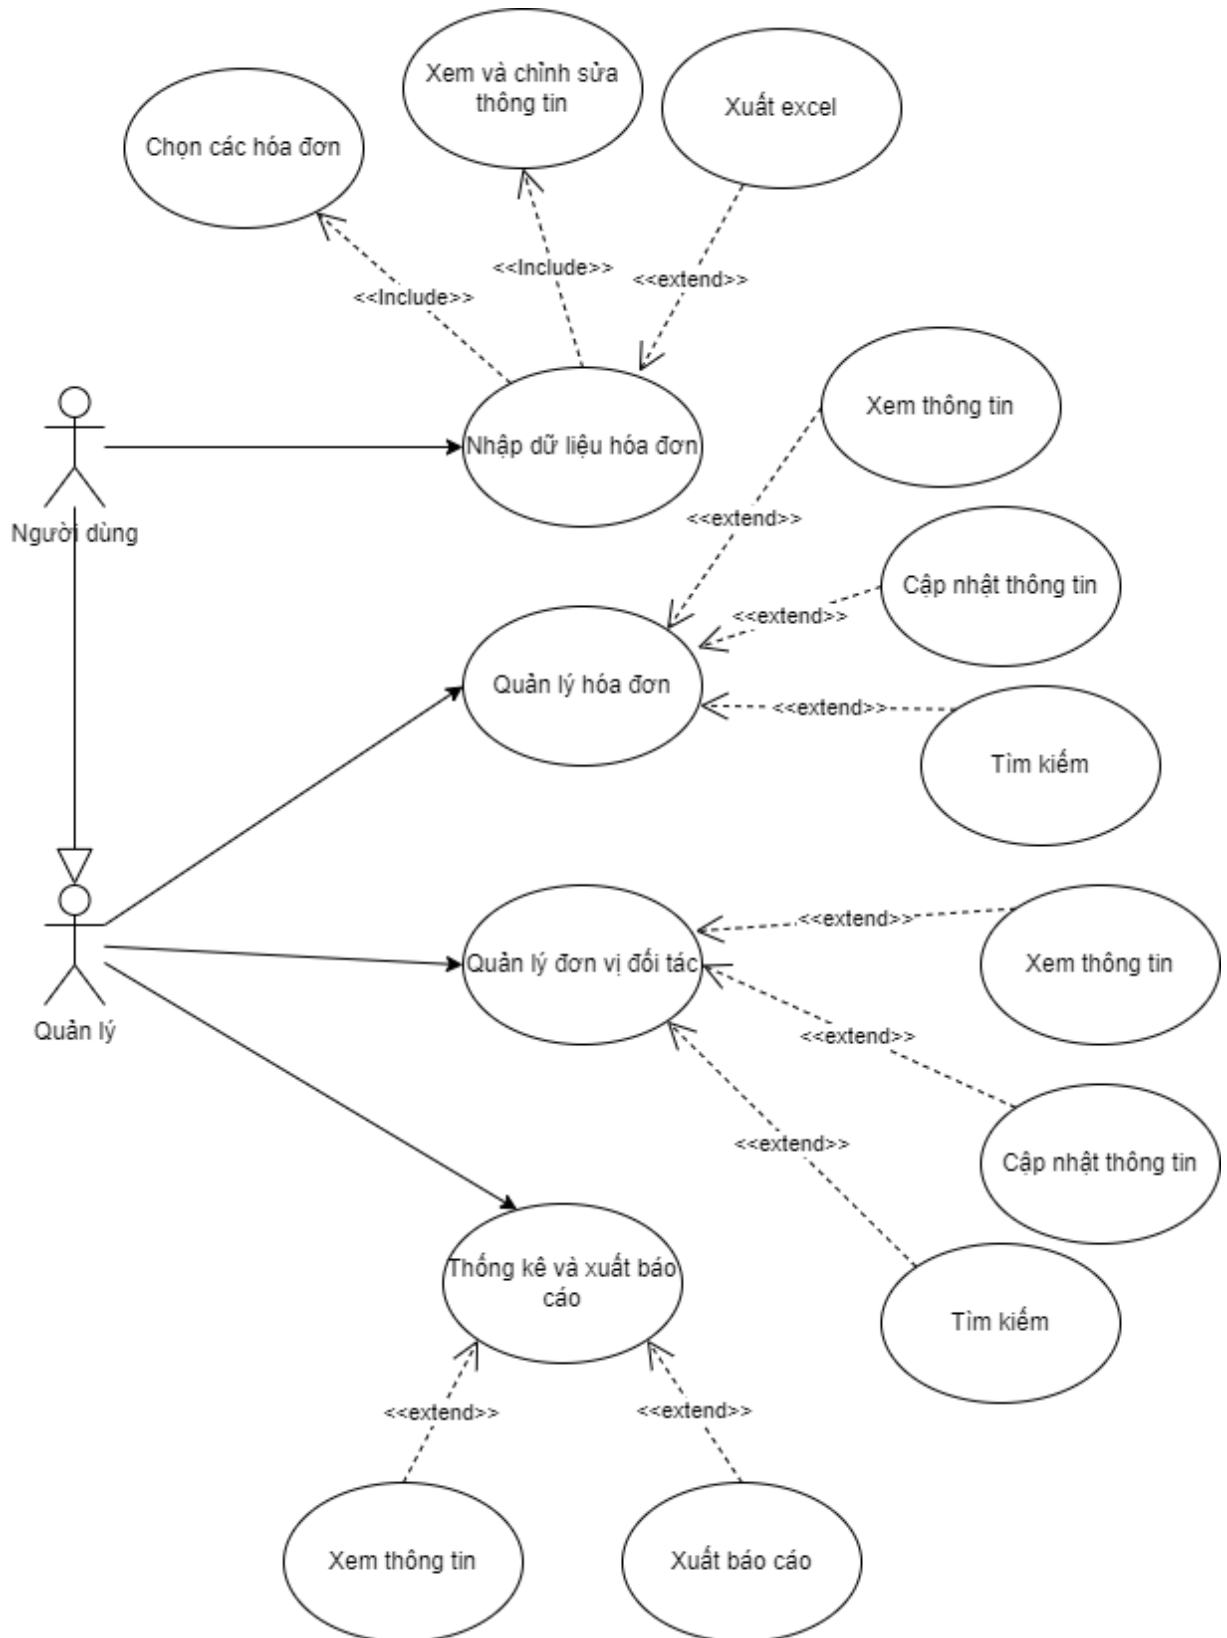 Xem và chỉnh sửa
thông tin
Xuất excel
Chọn các hóa đơn
<<Include>>
<<extend>>
<<Include>>
Xem thông tin
Nhập dữ liệu hóa đơn
<<extend>>
Người dùng
Cập nhật thông tin
<<extend>>
Quản lý hóa đơn
<<extend>>
Tìm kiếm
<<extend>>
Quản lý đơn vị đối tác
Xem thông tin
Quản lý
<<extend>>
<<extend>>
Cập nhật thông tin
Thống kê và xuất báo
cáo
Tìm kiếm
<<extend>>
<<extend>>
Xem thông tin
Xuất báo cáo